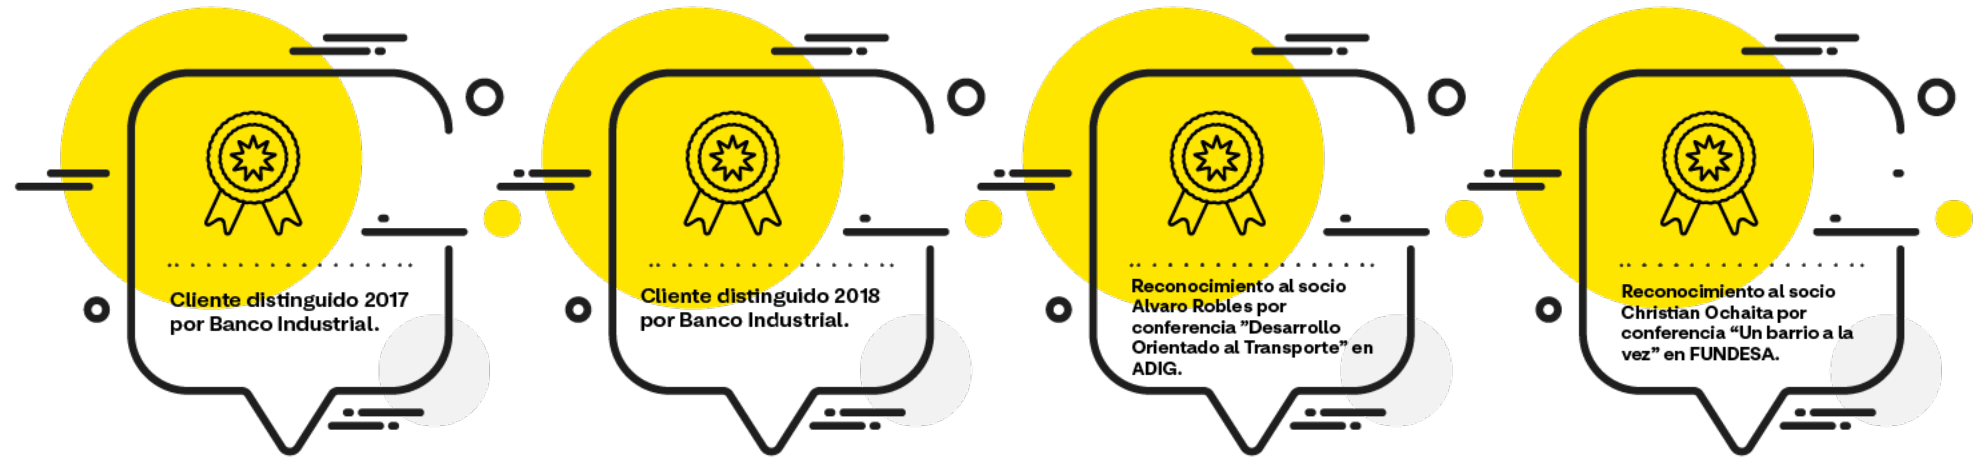 Cliente distinguido 2017
por Banco Industrial.
Cliente distinguido 2018
por Banco Industrial.
Reconocimiento al socio
Alvaro Robles por
conferencia ”Desarrollo
Orientado al Transporte” en
ADIG.
Reconocimiento al socio
Christian Ochaita por
conferencia “Un barrio a la
vez” en FUNDESA.